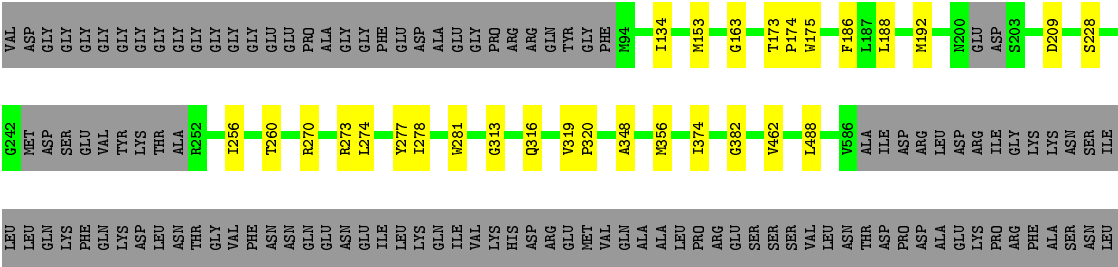 VAL ASP GLY GLY GLY GLY GLY GLY GLY GLY GLU GLU PRO ALA GLY GLY PHE GLU ASP ALA GLU GLY PRO ARG ARG GLN TYR GLY PHE M94 I134 M153 G163 T173 P174 W175 F186 L187 L188 M192 N200 GLU ASP S203 D209 S228
G242 MET ASP SER GLU VAL TYR LYS THR ALA R252 I256 T260 R270 R273 L274 Y277 I278 W281 G313 Q316 V319 P320 A348 M356 I374 G382 V462 L488 V586 ALA ILE ASP ARG LEU ASP ARG ILE GLY LYS LYS ASN SER ILE
LEU LEU GLN LYS PHE GLN LYS ASP LEU ASN THR GLY VAL PHE ASN ASN GLN GLU ASN GLU ILE LEU LYS GLN ILE VAL LYS HIS ASP ARG GLU MET VAL GLN ALA ALA LEU PRO ARG GLU SER SER SER VAL LEU ASN THR ASP PRO ASP ALA GLU LYS PRO ARG PHE ALA SER ASN LEU